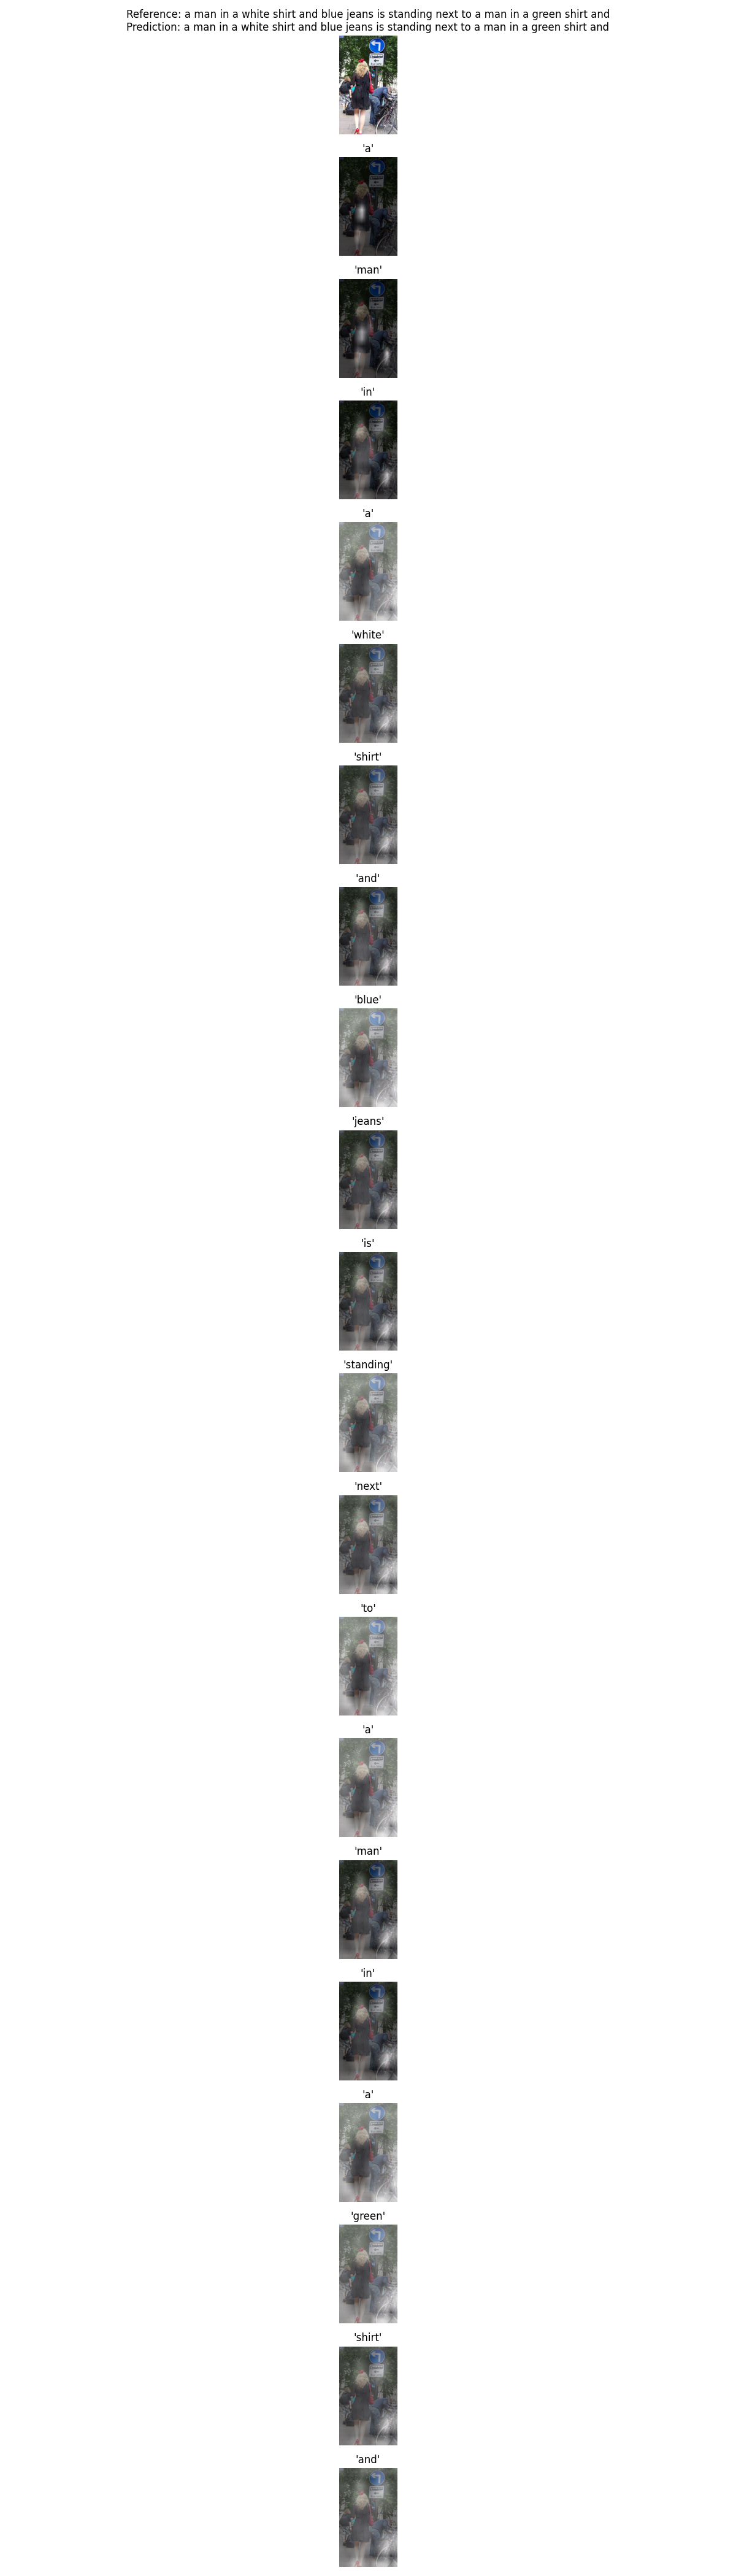 Reference: a man in a white shirt and blue jeans is standing next to a man in a green shirt and
Prediction: a man in a white shirt and blue jeans is standing next to a man in a green shirt and
'a'
'man'
'in'
'a'
'white'
'shirt'
'and'
'blue'
'jeans'
'is'
'standing'
'next'
'to'
'a'
'man'
'in'
'a'
'green'
'shirt'
'and'